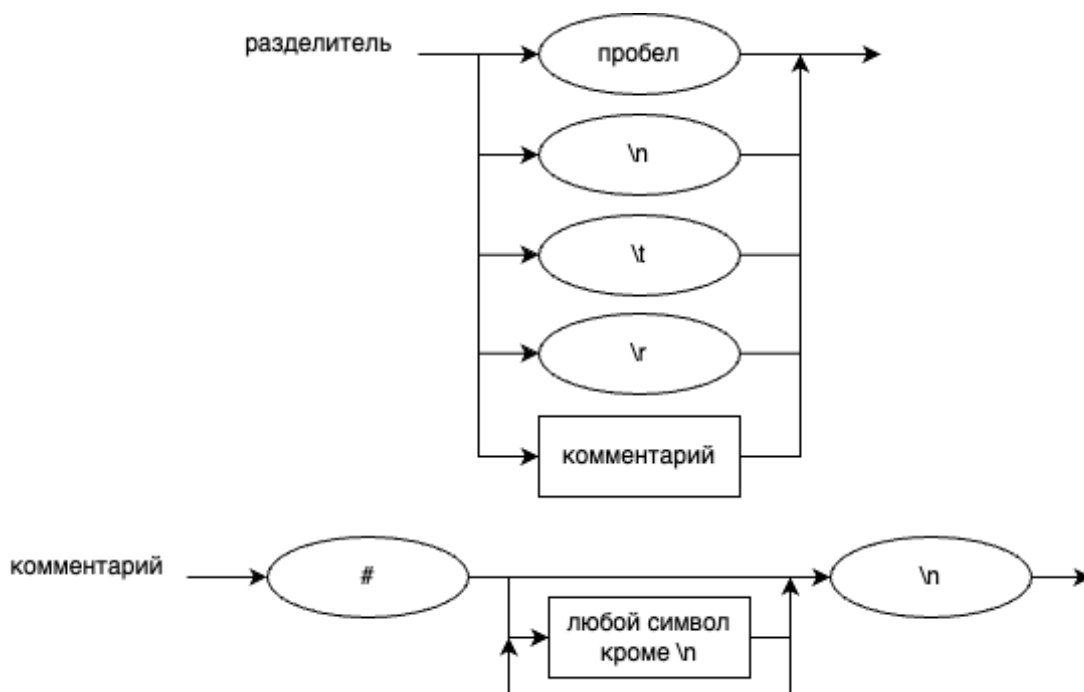 разделитель
пробел
\n
\t
\r
комментарий
комментарий
#
\n
любой символ
кроме \n